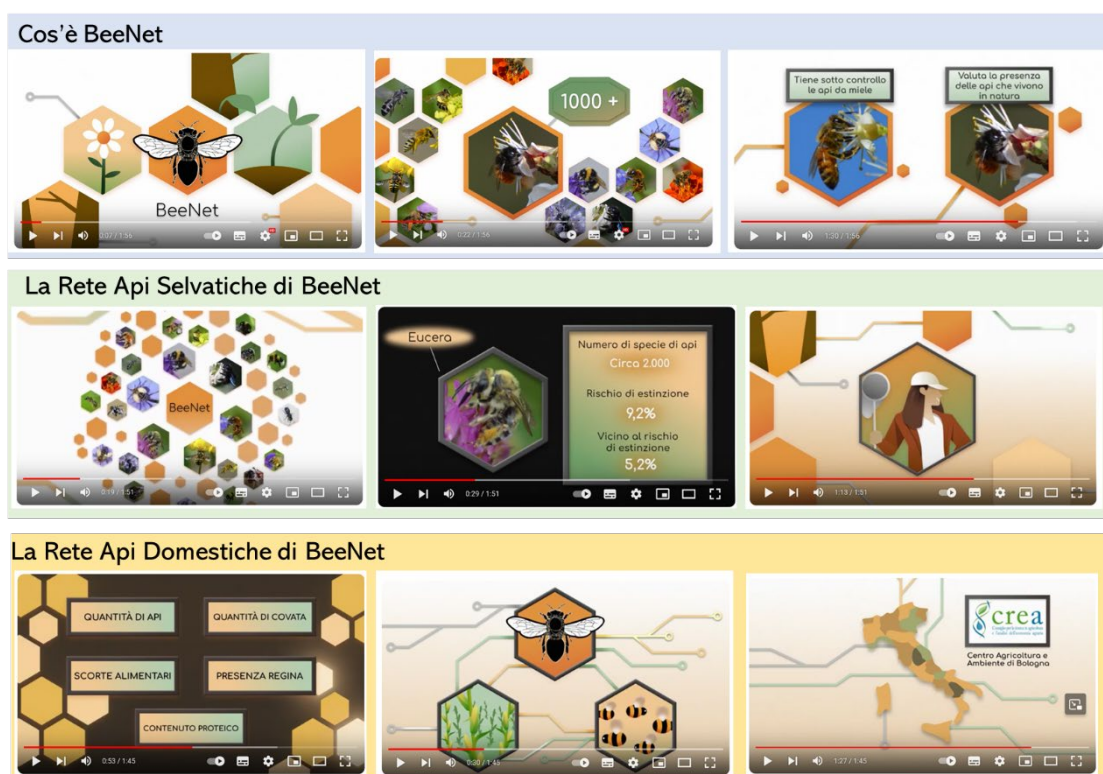 Cos'è BeeNet
BeeNet
0:07 / 1:56
1000 +
0:22 / 1:56
Tiene sotto controllo
le api da miele
Valuta la presenza
delle api che vivono
in natura
1:30 / 1:56
La Rete Api Selvatiche di BeeNet
BeeNet
0:19 / 1:51
Eucera
Numero di specie di api
Circa 2.000
Rischio di estinzione
9,2%
Vicino al rischio
di estinzione
5,2%
0:29 / 1:51
1:13 / 1:51
La Rete Api Domestiche di BeeNet
QUANTITÀ DI API
QUANTITÀ DI COVATA
SCORTE ALIMENTARI
PRESENZA REGINA
CONTENUTO PROTEICO
0:53 / 1:45
0:30 / 1:45
crea
Centro Agricoltura e
Ambiente di Bologna
1:27 / 1:45